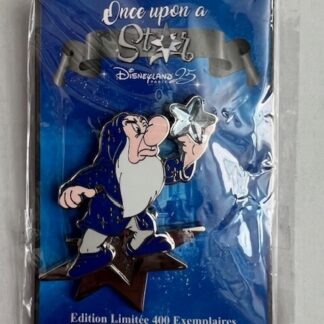 Once upon a
Star
Disneyland 25
PARIS
Edition Limitée 400 Exemplaires